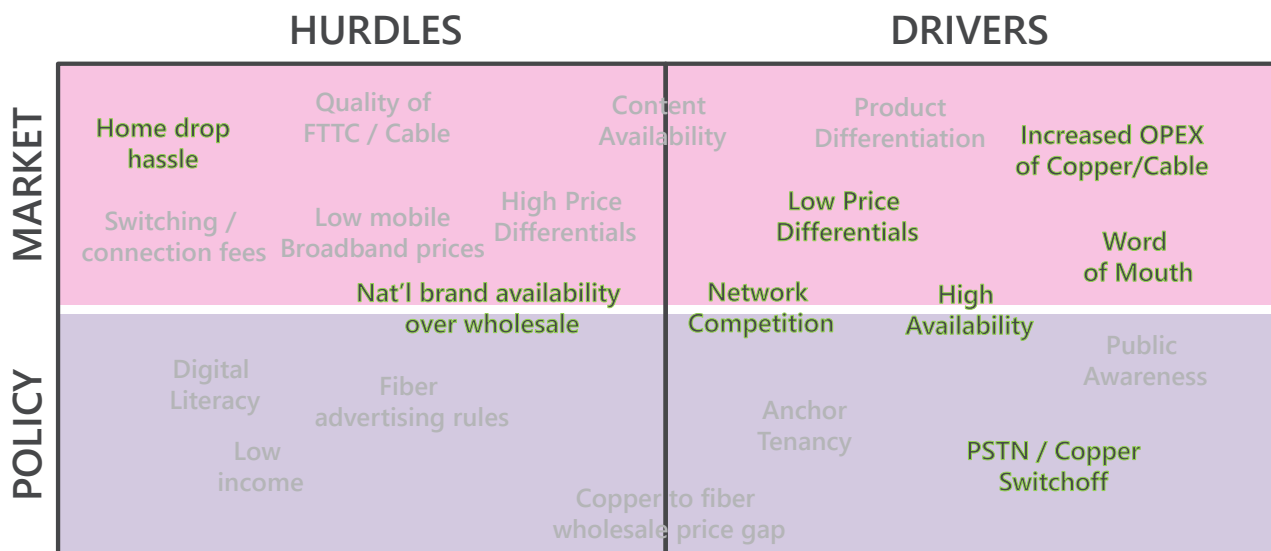 HURDLES
DRIVERS
MARKET
Home drop
hassle
Quality of
FTTC / Cable
Content
Availability
Product
Differentiation
Increased OPEX
of Copper/Cable
Switching /
connection fees
Low mobile
Broadband prices
High Price
Differentials
Low Price
Differentials
Word
of Mouth
Nat'l brand availability
over wholesale
Network
Competition
High
Availability
POLICY
Digital
Literacy
Fiber
advertising rules
Low
income
Public
Awareness
Anchor
Tenancy
PSTN / Copper
Switchoff
Copper to fiber
wholesale price gap